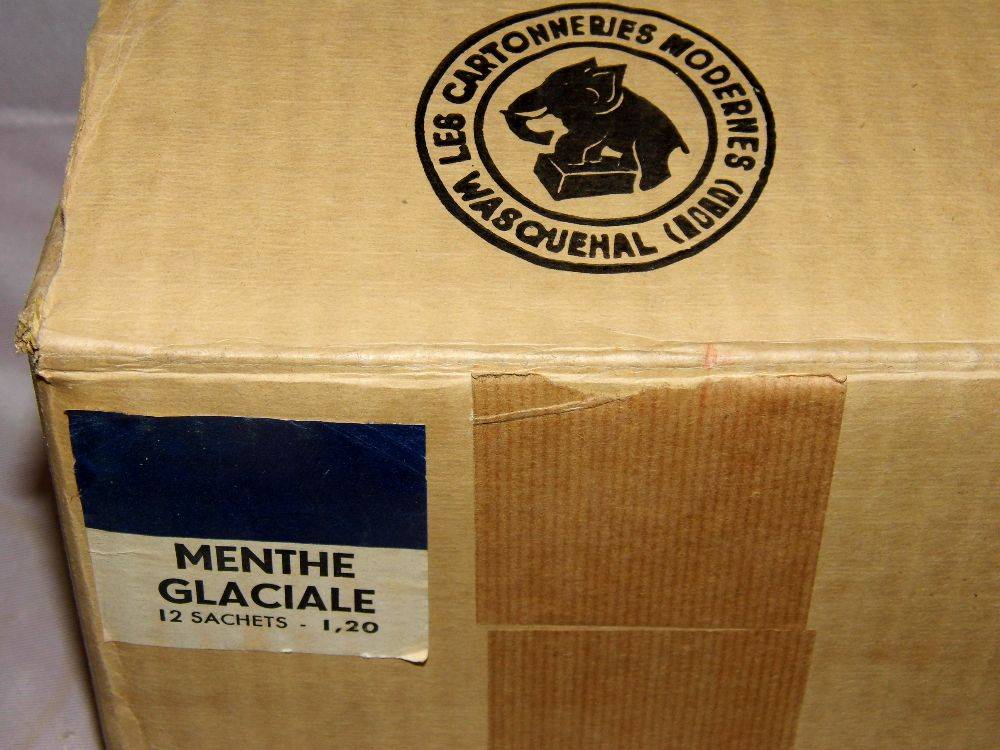 LES CARTONNERIES MODERNES
WASQUEHAL (NORD)
MENTHE
GLACIALE
12 SACHETS - 1,20